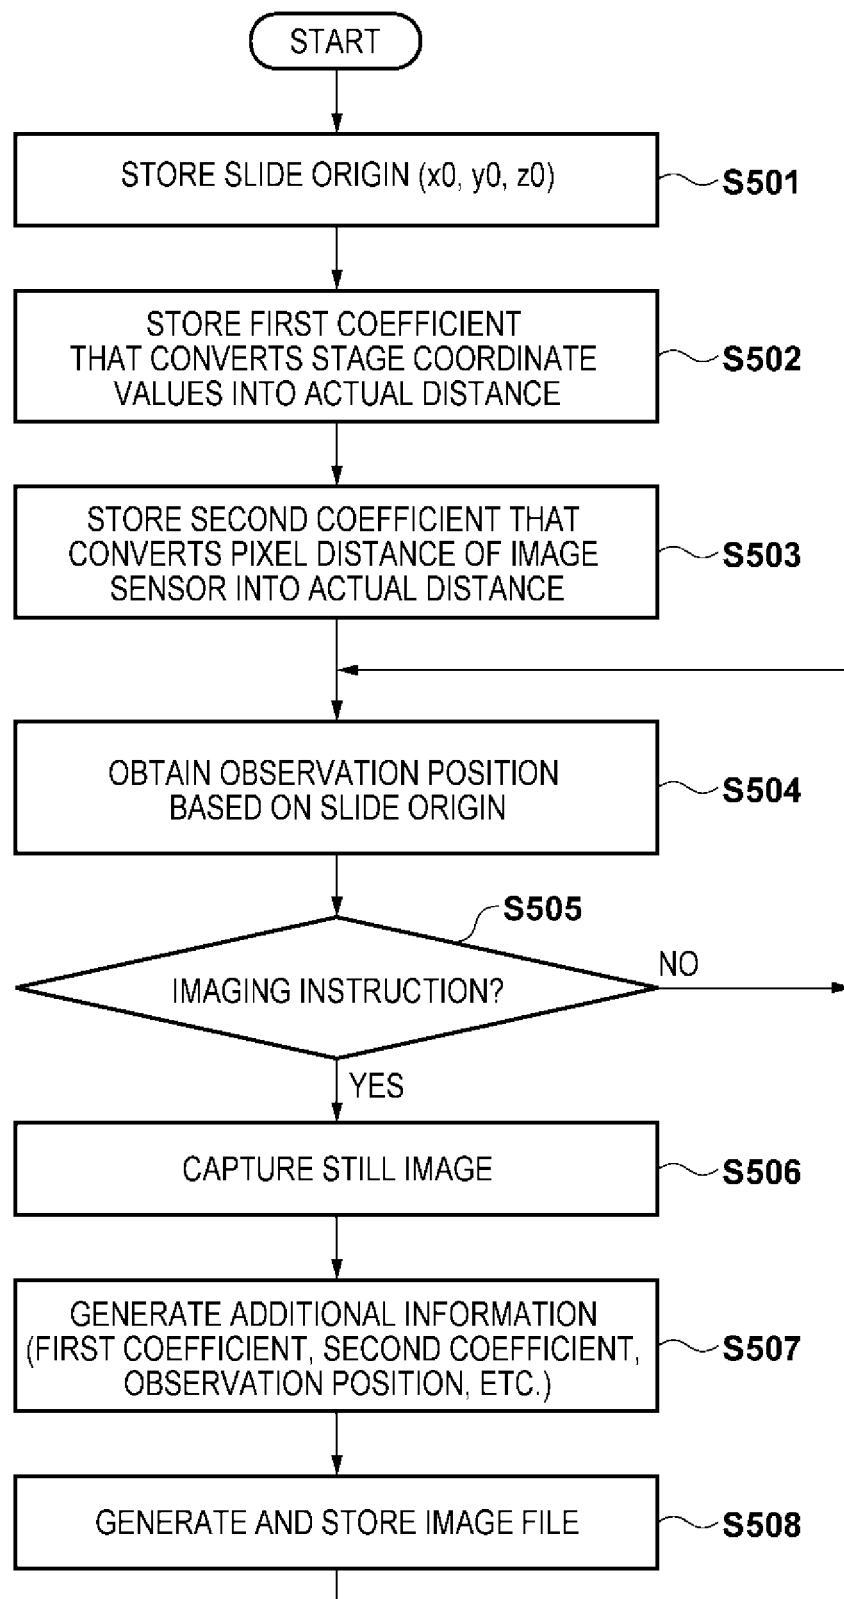 START
STORE SLIDE ORIGIN (x0, y0, z0)
S501
STORE FIRST COEFFICIENT
THAT CONVERTS STAGE COORDINATE
VALUES INTO ACTUAL DISTANCE
S502
STORE SECOND COEFFICIENT THAT
CONVERTS PIXEL DISTANCE OF IMAGE
SENSOR INTO ACTUAL DISTANCE
S503
OBTAIN OBSERVATION POSITION
BASED ON SLIDE ORIGIN
S504
S505
IMAGING INSTRUCTION?
NO
YES
CAPTURE STILL IMAGE
S506
GENERATE ADDITIONAL INFORMATION
(FIRST COEFFICIENT, SECOND COEFFICIENT,
OBSERVATION POSITION, ETC.)
S507
GENERATE AND STORE IMAGE FILE
S508